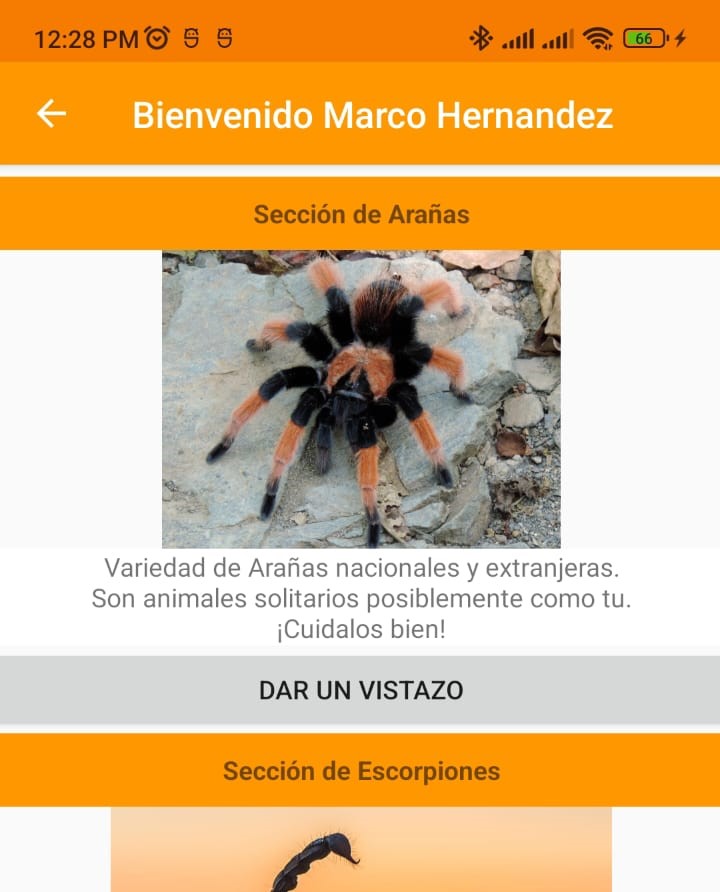 12:28 PM
66
Bienvenido Marco Hernandez
Sección de Arañas
Variedad de Arañas nacionales y extranjeras.
Son animales solitarios posiblemente como tu.
¡Cuidalos bien!
DAR UN VISTAZO
Sección de Escorpiones